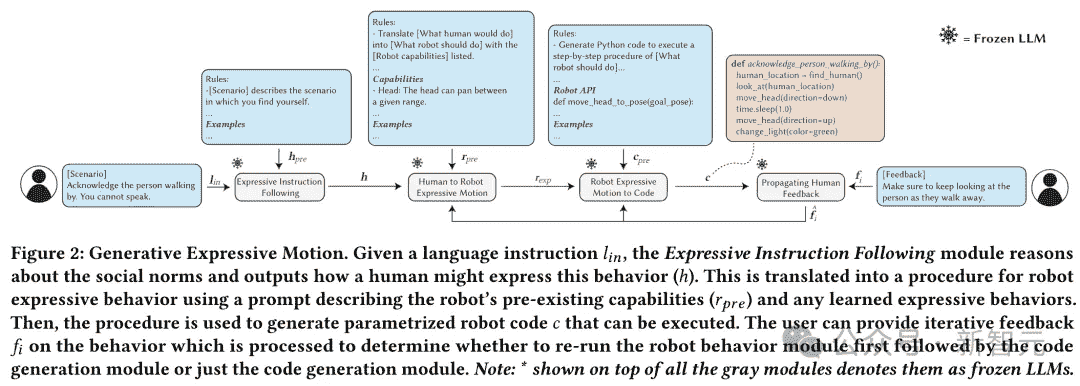 Rules:
-[Scenario] describes the scenario
in which you find yourself.
...
Examples
...
Rules:
- Translate [What human would do]
into [What robot should do] with the
[Robot capabilities] listed.
...
Capabilities
- Head: The head can pan between
a given range.
...
Examples
...
Rules:
- Generate Python code to execute a
step-by-step procedure of [What
robot should do]...
...
Robot API
def move_head_to_pose(goal_pose):
...
Examples
...
def acknowledge_person_walking_by():
human_location = find_human()
look_at(human_location)
move_head(direction=down)
time.sleep(1.0)
move_head(direction=up)
change_light(color=green)
= Frozen LLM
[Scenario]
Acknowledge the person walking
by. You cannot speak.
l_in
h_pre
Expressive Instruction
Following
h
r_pre
Human to Robot
Expressive Motion
r_exp
c_pre
Robot Expressive
Motion to Code
c
Propagating Human
Feedback
f_i
[Feedback]
Make sure to keep looking at the
person as they walk away.
f̂_i
Figure 2: Generative Expressive Motion. Given a language instruction l_in, the Expressive Instruction Following module reasons
about the social norms and outputs how a human might express this behavior (h). This is translated into a procedure for robot
expressive behavior using a prompt describing the robot's pre-existing capabilities (r_pre) and any learned expressive behaviors.
Then, the procedure is used to generate parametrized robot code c that can be executed. The user can provide iterative feedback
f_i on the behavior which is processed to determine whether to re-run the robot behavior module first followed by the code
generation module or just the code generation module. Note: * shown on top of all the gray modules denotes them as frozen LLMs.
公众号 · 新智元